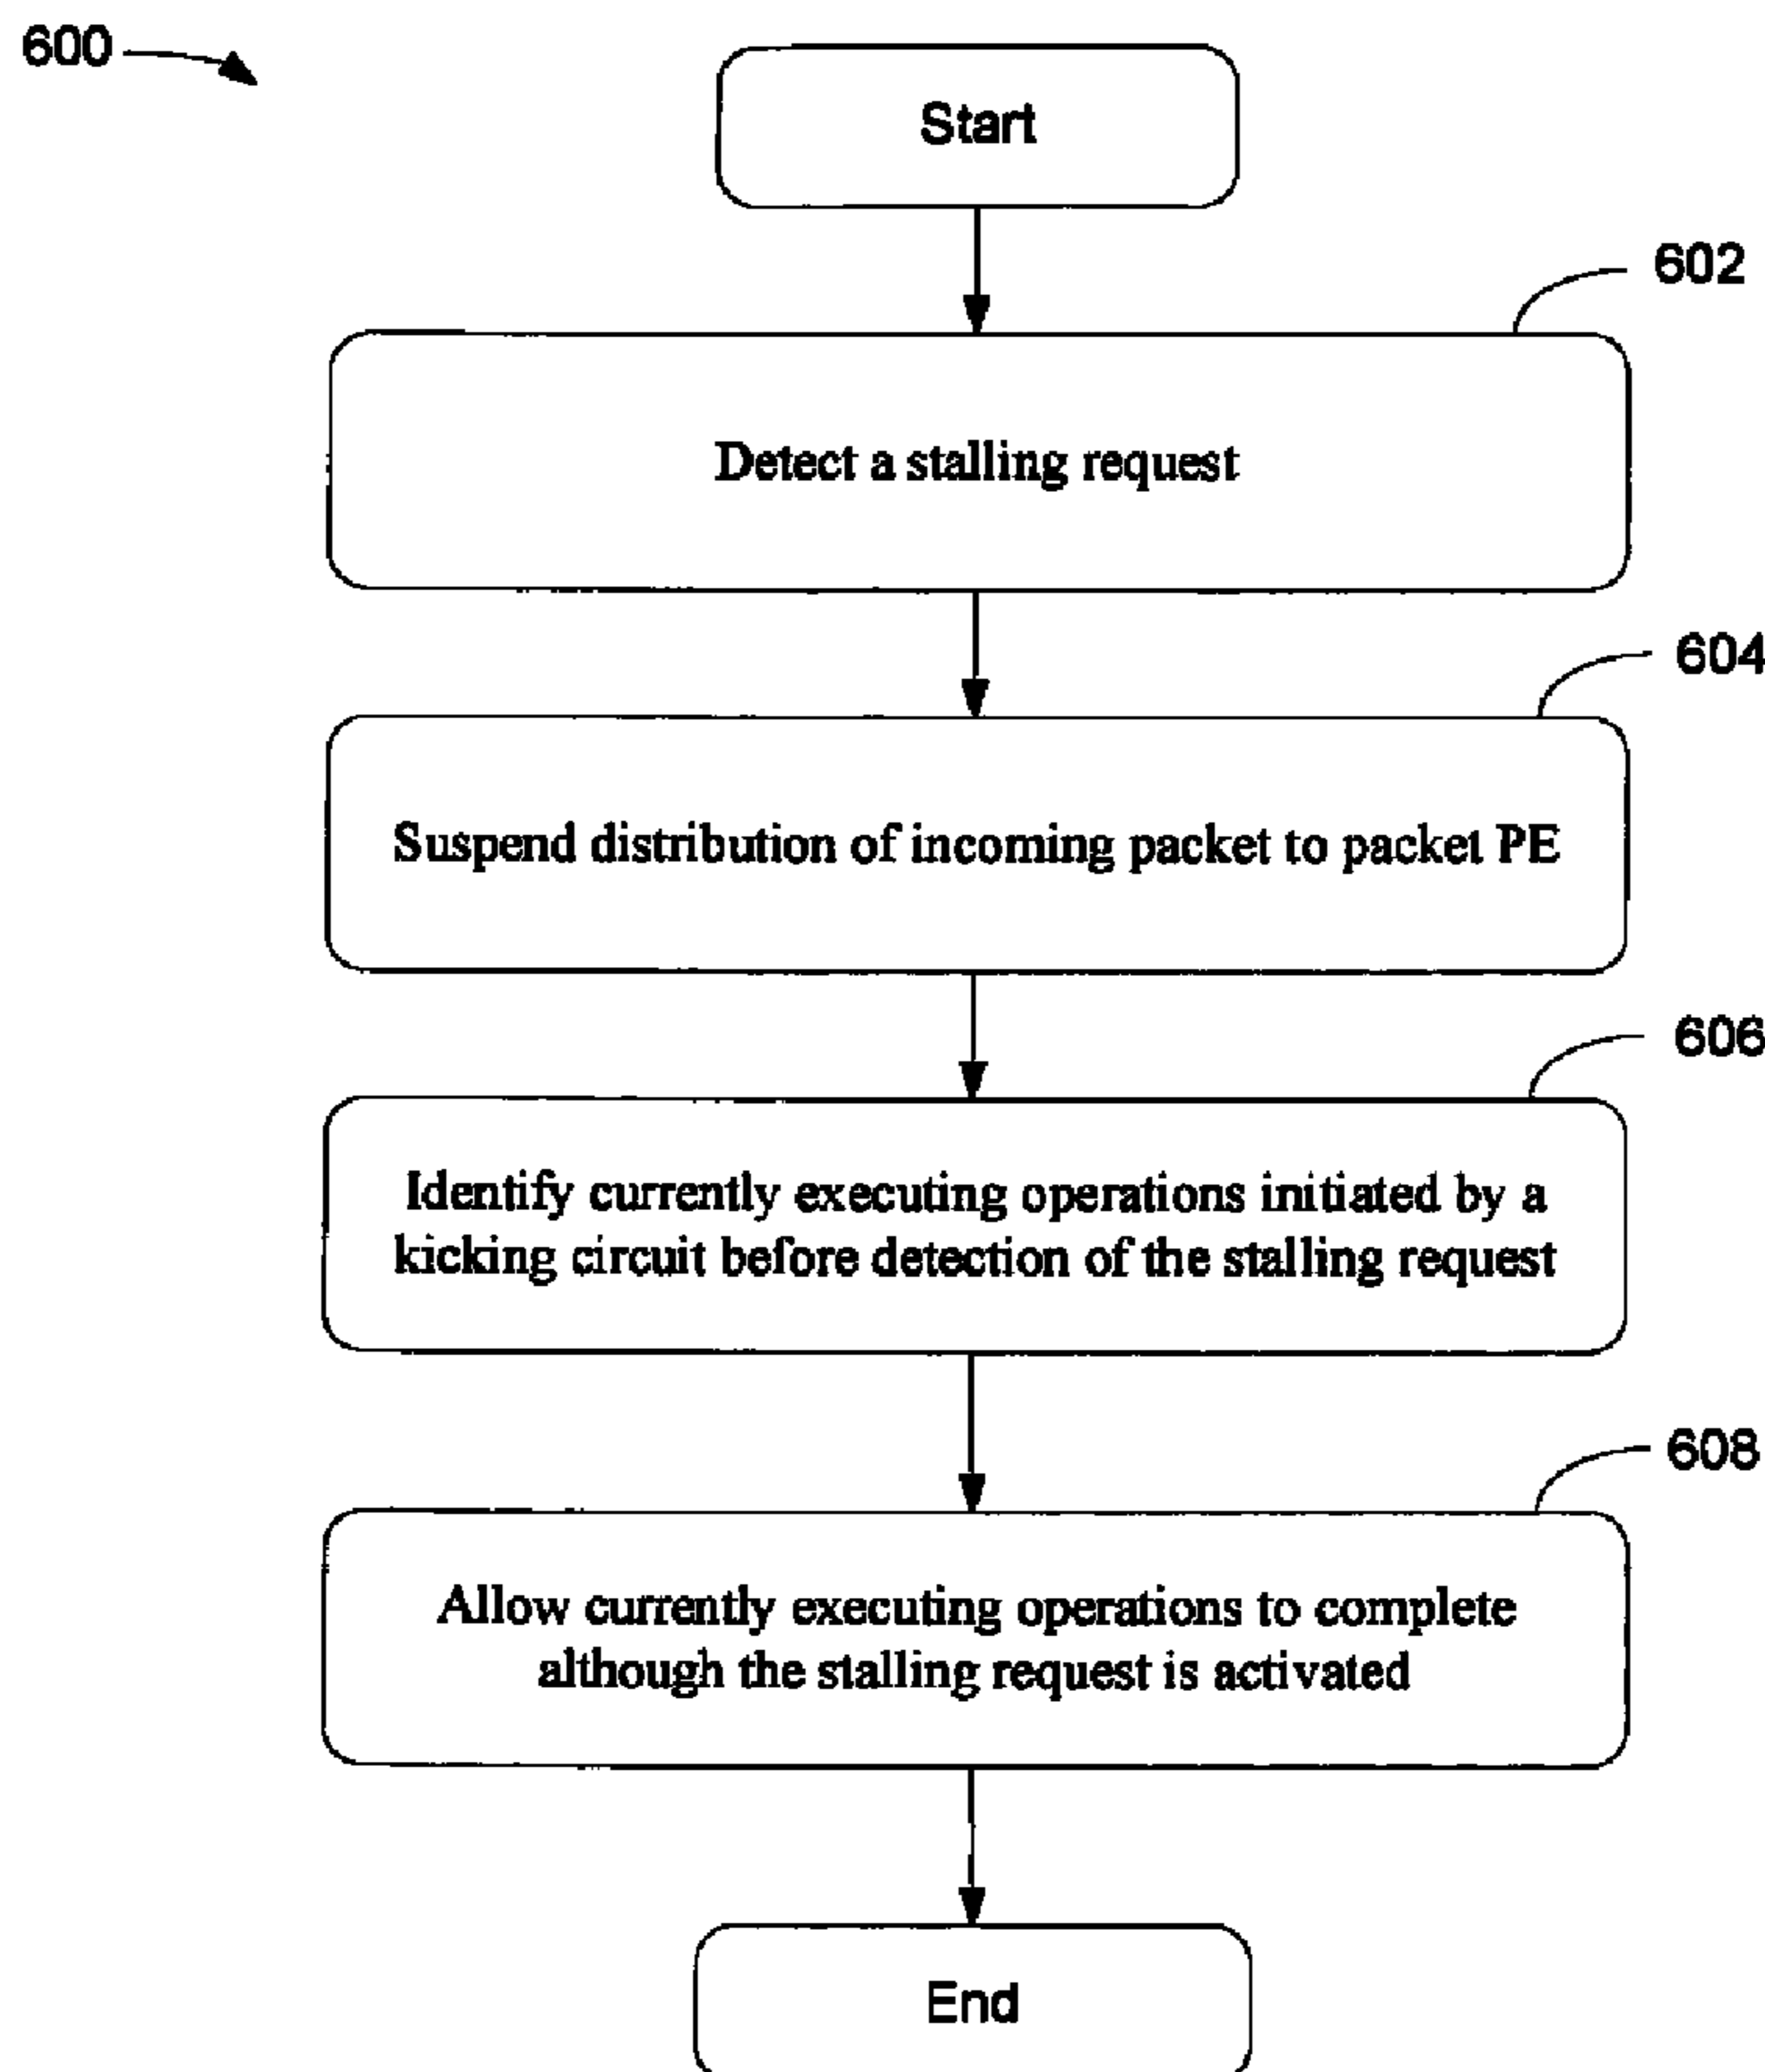 600
Start
602
Detect a stalling request
604
Suspend distribution of incoming packet to packet PE
606
Identify currently executing operations initiated by a
kicking circuit before detection of the stalling request
608
Allow currently executing operations to complete
although the stalling request is activated
End